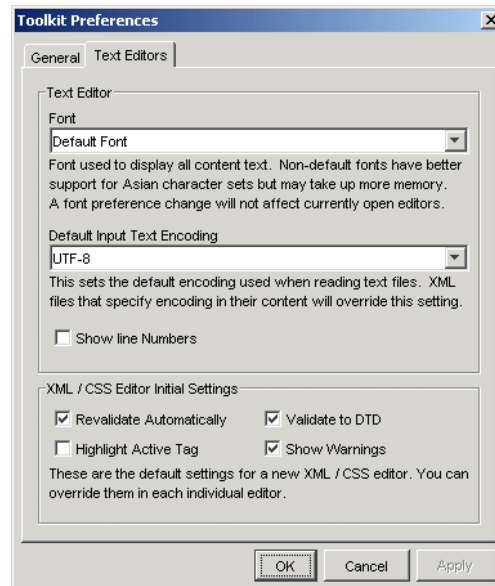 Toolkit Preferences
General Text Editors
Text Editor
Font
Default Font
Font used to display all content text. Non-default fonts have better
support for Asian character sets but may take up more memory.
A font preference change will not affect currently open editors.
Default Input Text Encoding
UTF-8
This sets the default encoding used when reading text files. XML
files that specify encoding in their content will override this setting.
Show line Numbers
XML / CSS Editor Initial Settings
Revalidate Automatically Validate to DTD
Highlight Active Tag Show Warnings
These are the default settings for a new XML / CSS editor. You can
override them in each individual editor.
OK Cancel Apply